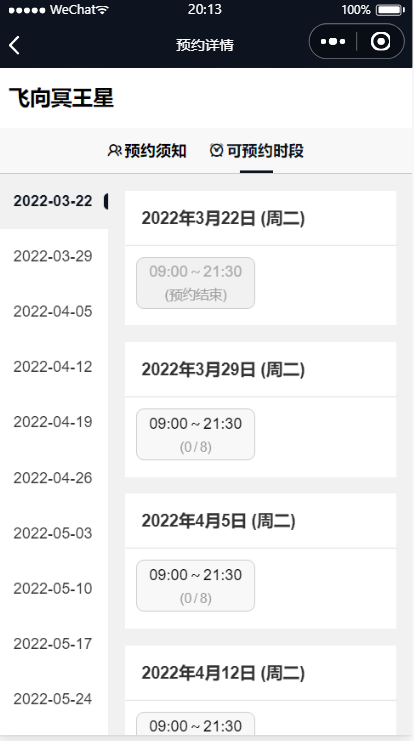 WeChat 20:13 100%
预约详情
飞向冥王星
预约须知 可预约时段
2022-03-22
2022-03-29
2022-04-05
2022-04-12
2022-04-19
2022-04-26
2022-05-03
2022-05-10
2022-05-17
2022-05-24
2022年3月22日 (周二)
09:00~21:30
(预约结束)
2022年3月29日 (周二)
09:00~21:30
(0/8)
2022年4月5日 (周二)
09:00~21:30
(0/8)
2022年4月12日 (周二)
09:00~21:30